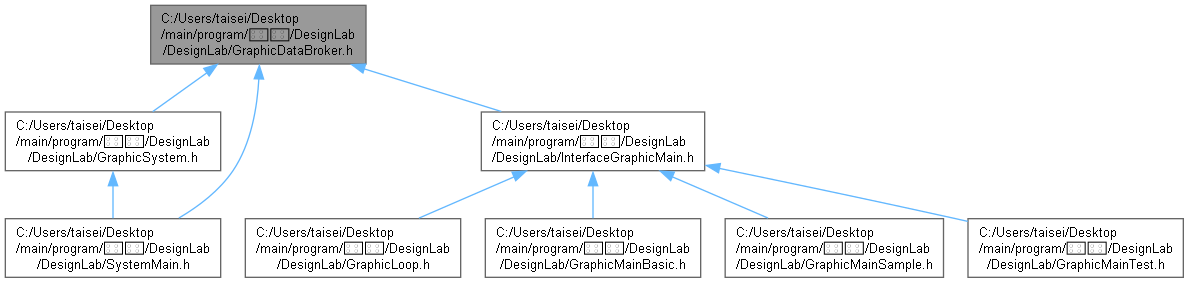 C:/Users/taisei/Desktop
/main/program/ /DesignLab
/DesignLab/GraphicDataBroker.h
C:/Users/taisei/Desktop
/main/program/ /DesignLab
/DesignLab/GraphicSystem.h
C:/Users/taisei/Desktop
/main/program/ /DesignLab
/DesignLab/InterfaceGraphicMain.h
C:/Users/taisei/Desktop
/main/program/ /DesignLab
/DesignLab/SystemMain.h
C:/Users/taisei/Desktop
/main/program/ /DesignLab
/DesignLab/GraphicLoop.h
C:/Users/taisei/Desktop
/main/program/ /DesignLab
/DesignLab/GraphicMainBasic.h
C:/Users/taisei/Desktop
/main/program/ /DesignLab
/DesignLab/GraphicMainSample.h
C:/Users/taisei/Desktop
/main/program/ /DesignLab
/DesignLab/GraphicMainTest.h